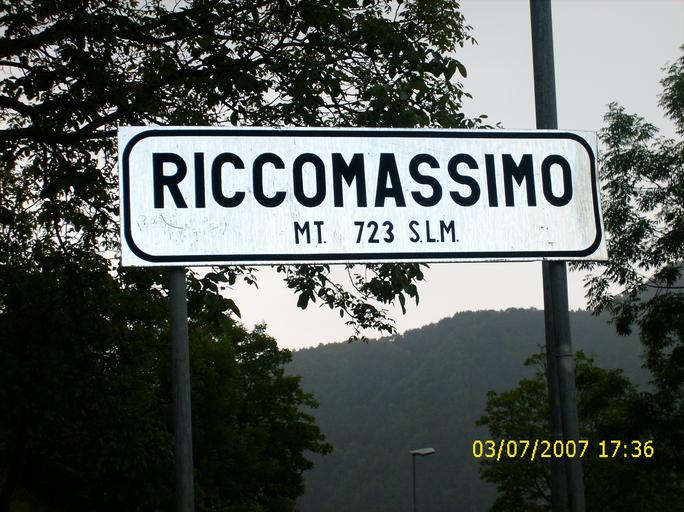 RICCOMASSIMO
MT. 723 S.L.M.
03/07/2007 17:36